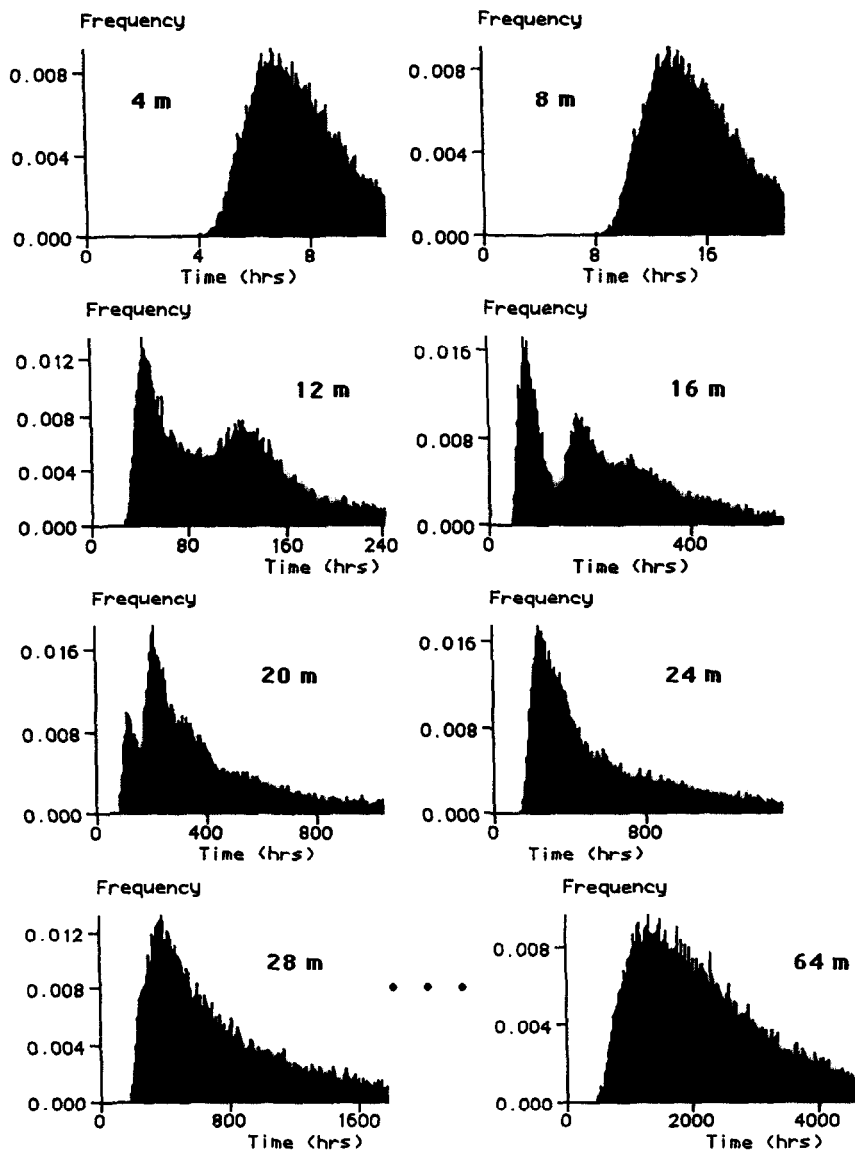 Frequency
0.008
0.004
0.000
4 m
0 4 8
Time (hrs)
Frequency
0.008
0.004
0.000
8 m
0 8 16
Time (hrs)
Frequency
0.012
0.008
0.004
0.000
12 m
0 80 160 240
Time (hrs)
Frequency
0.016
0.008
0.000
16 m
0 400
Time (hrs)
Frequency
0.016
0.008
0.000
20 m
0 400 800
Time (hrs)
Frequency
0.016
0.008
0.000
24 m
0 800
Time (hrs)
Frequency
0.012
0.008
0.004
0.000
28 m
0 800 1600
Time (hrs)
• • •
Frequency
0.008
0.004
0.000
64 m
0 2000 4000
Time (hrs)